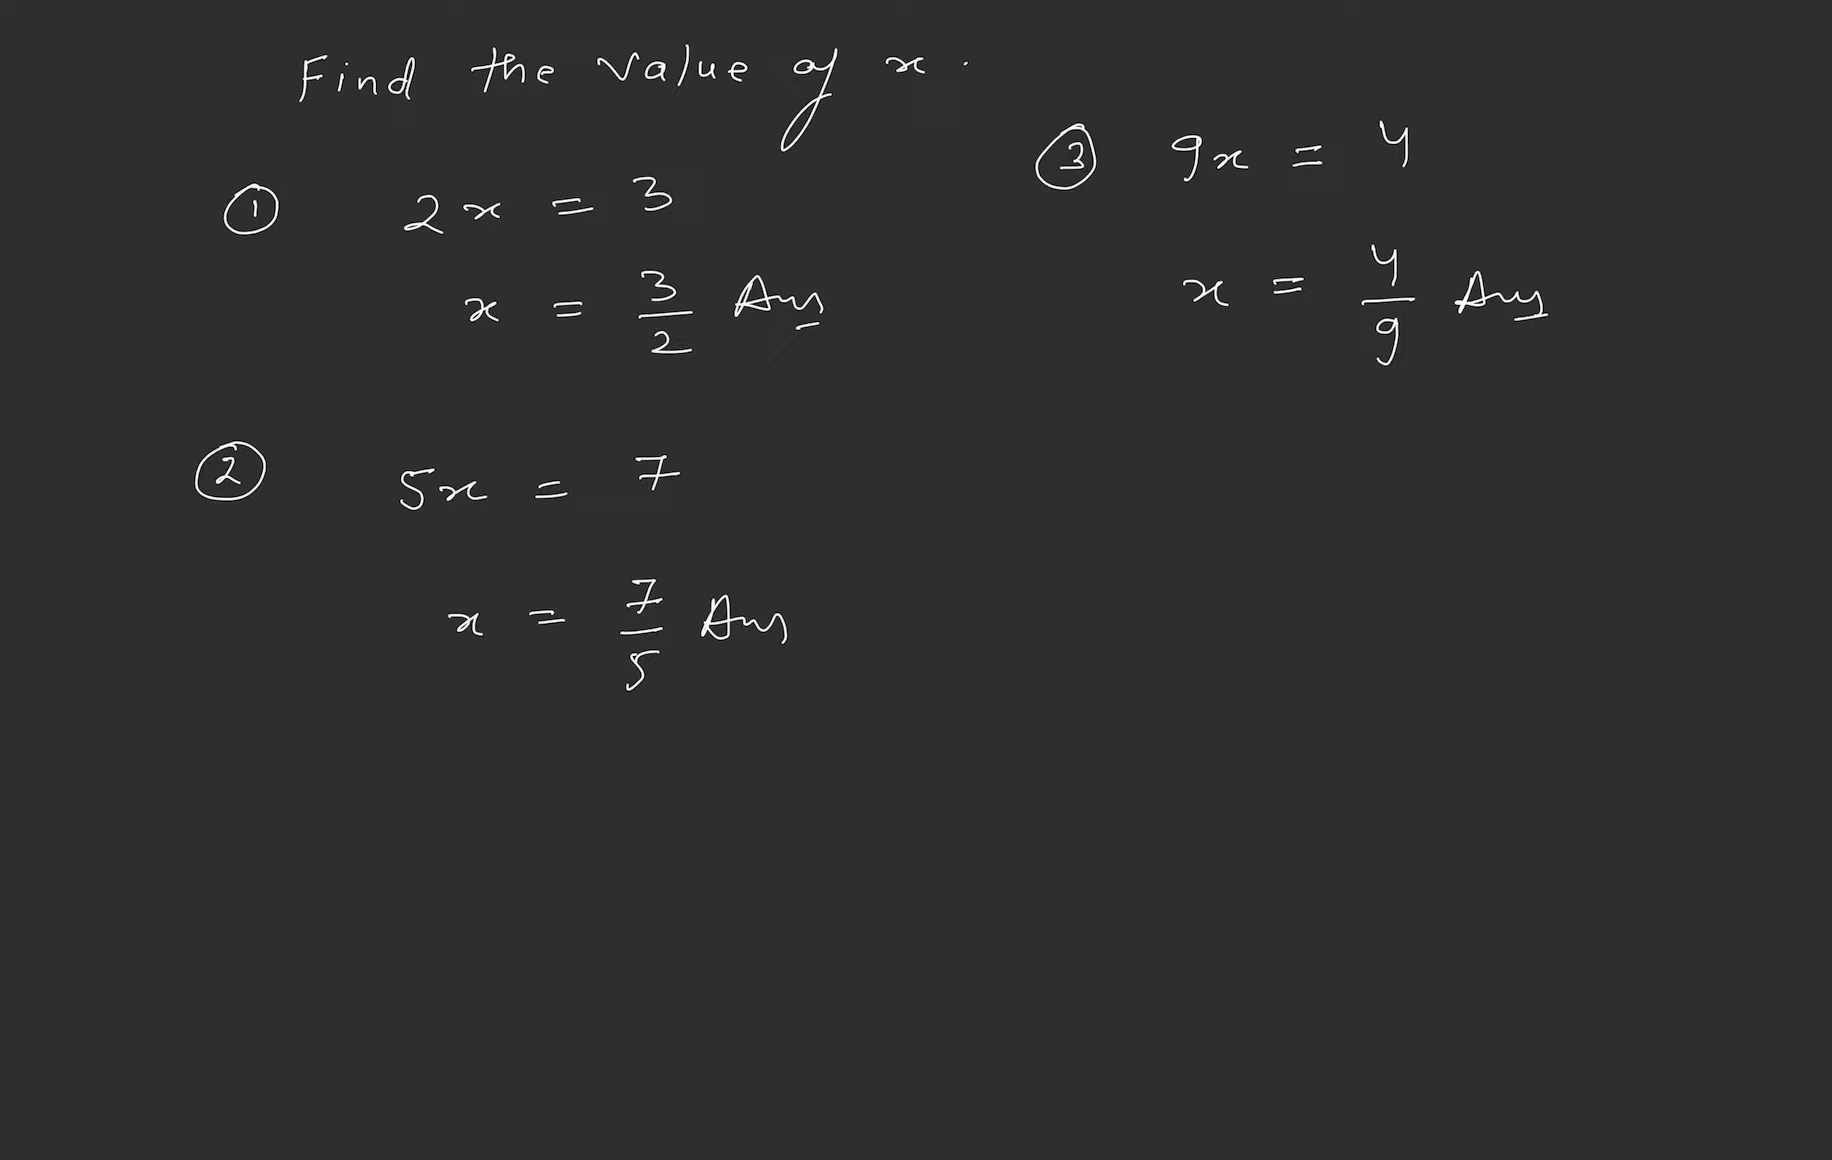 Find the value of x.
① 2x = 3
x = 3/2 Ans
② 5x = 7
x = 7/5 Ans
③ 9x = 4
x = 4/9 Ans